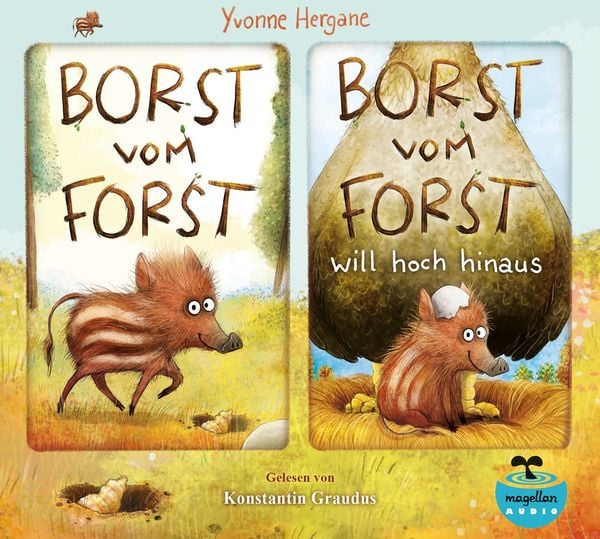 Yvonne Hergane
BORST
VOM
FORST
BORST
VOM
FORST
will hoch hinaus
Gelesen von
Konstantin Graudus
magellan
AUDIO